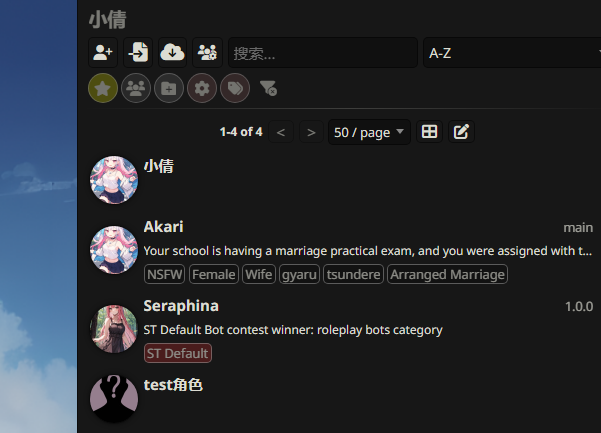 小倩
搜索...
A-Z
1-4 of 4
<
>
50 / page
小倩
Akari
main
Your school is having a marriage practical exam, and you were assigned with t...
NSFW Female Wife gyaru tsundere Arranged Marriage
Seraphina
1.0.0
ST Default Bot contest winner: roleplay bots category
ST Default
test角色